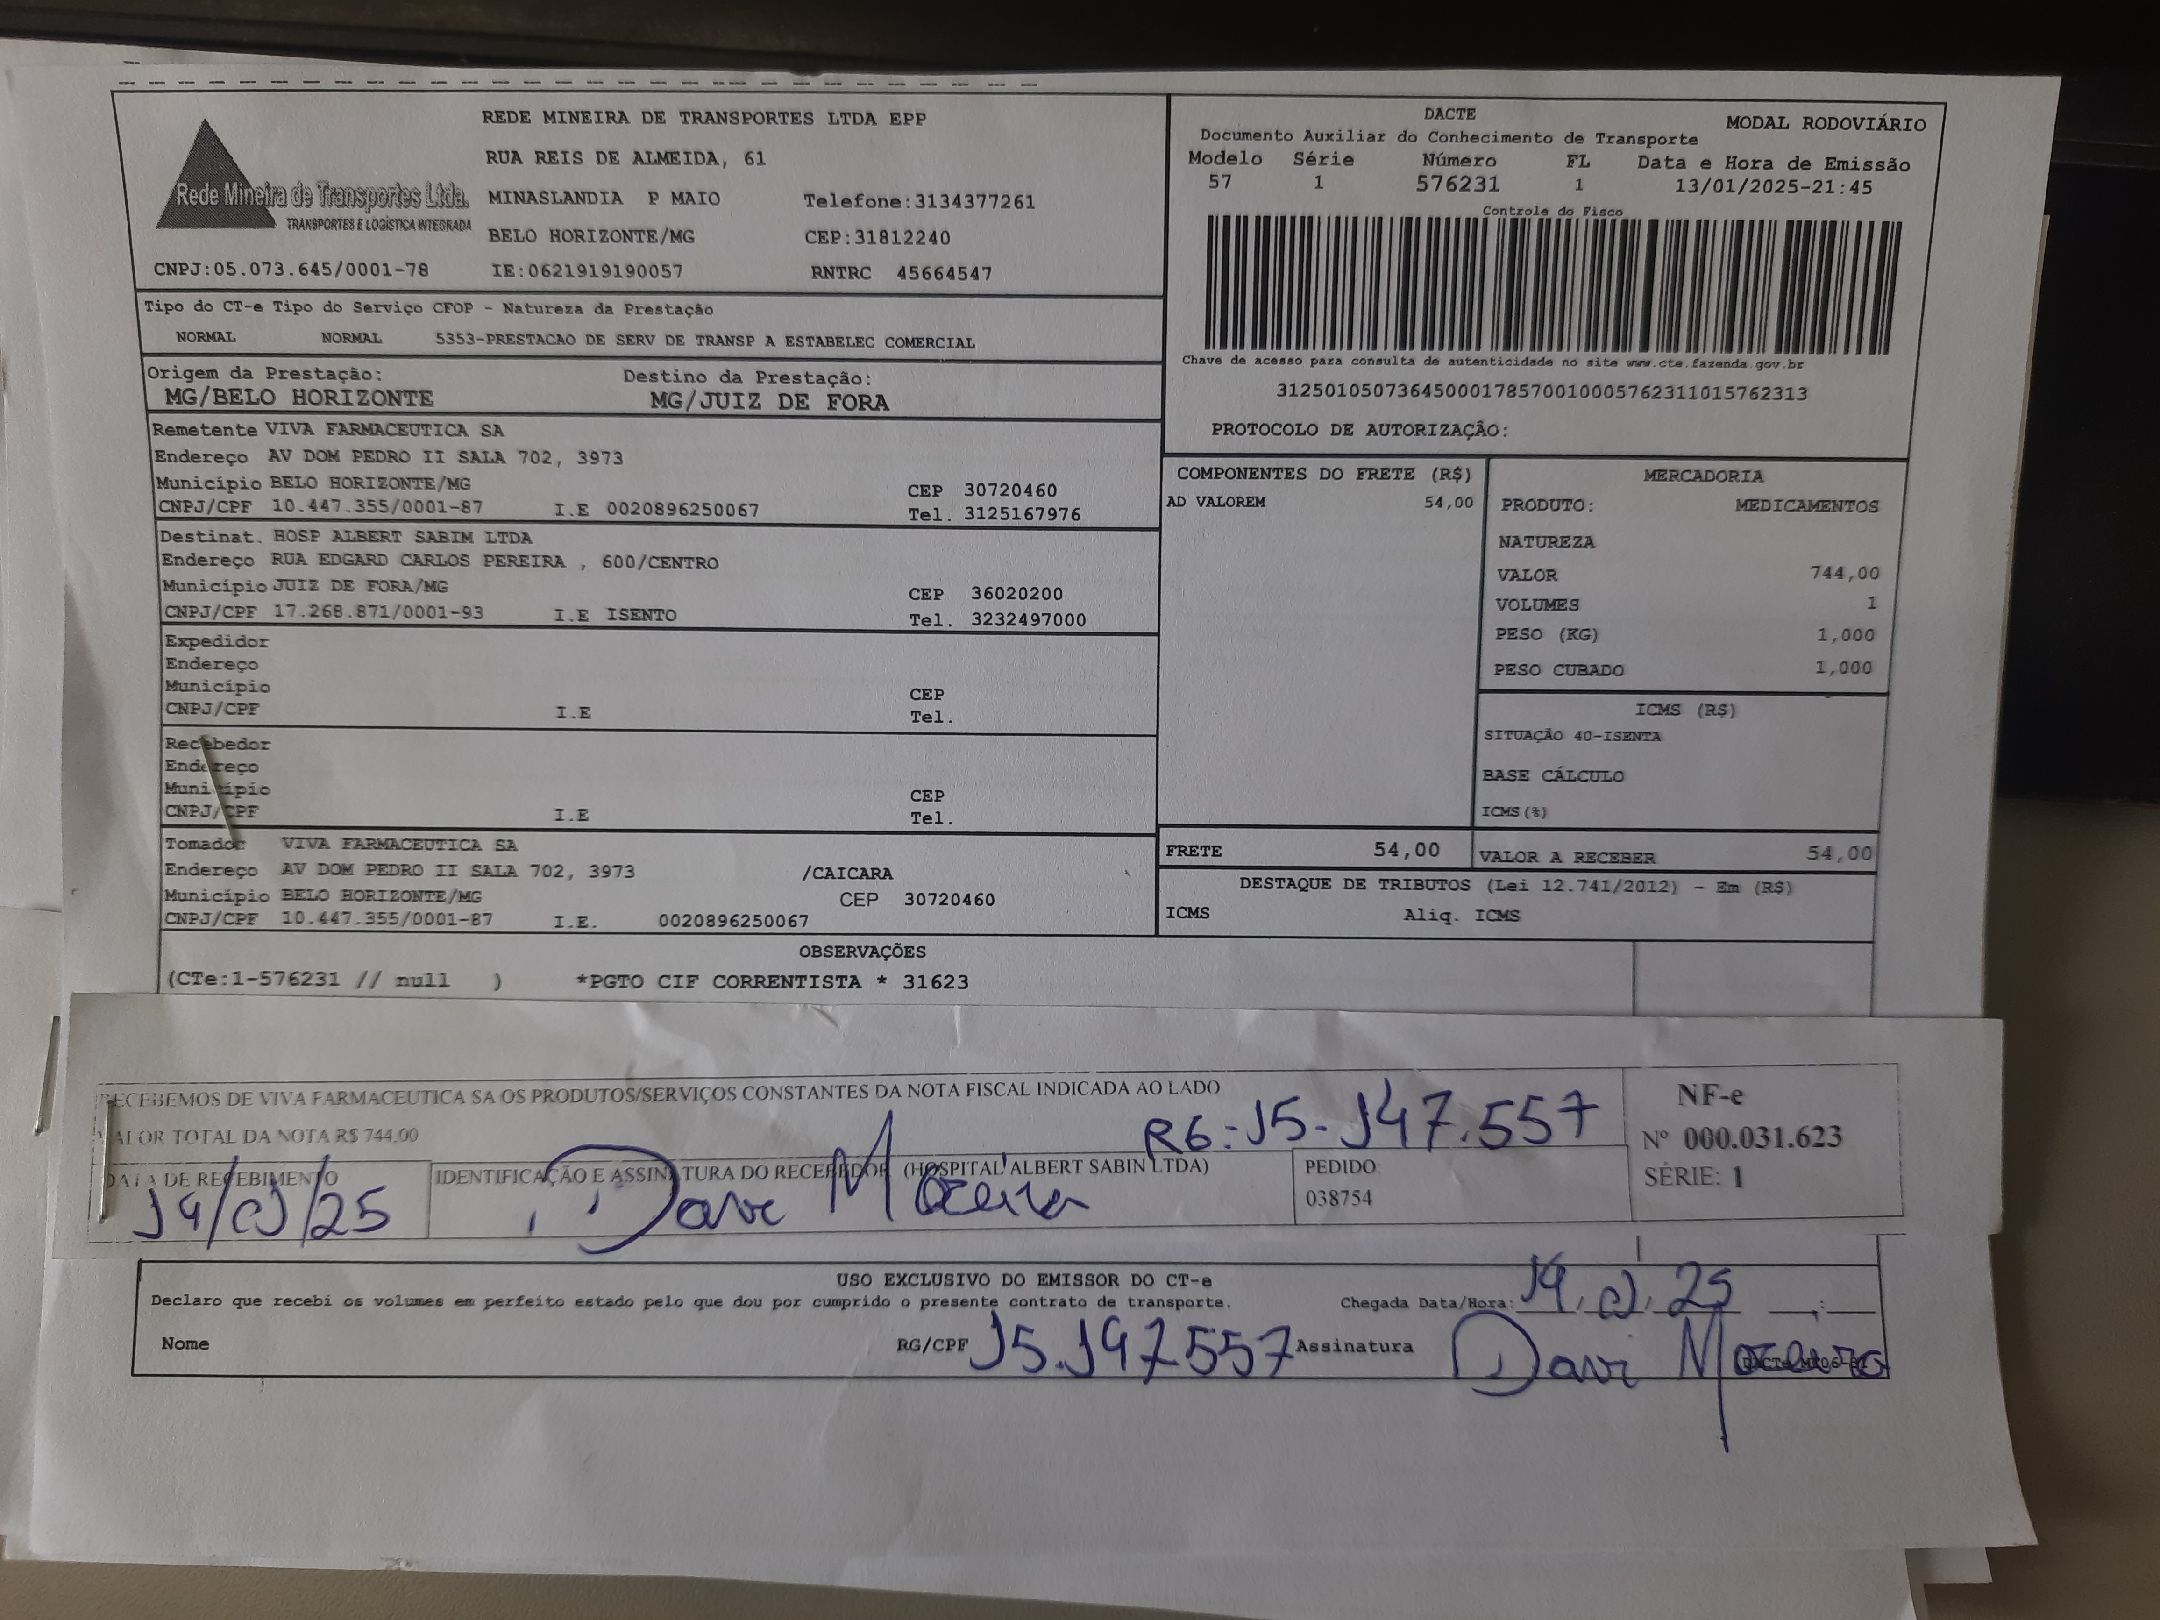 REDE MINEIRA DE TRANSPORTES LTDA EPP
RUA REIS DE ALMEIDA, 61
MINASLANDIA P MAIO Telefone:3134377261
BELO HORIZONTE/MG CEP:31812240
Rede Mineira de Transportes Ltda.
TRANSPORTES E LOGÍSTICA INTEGRADA
CNPJ:05.073.645/0001-78 IE:0621919190057 RNTRC 45664547
DACTE MODAL RODOVIÁRIO
Documento Auxiliar do Conhecimento de Transporte
Modelo Série Número FL Data e Hora de Emissão
57 1 576231 1 13/01/2025-21:45
Controle do Fisco
Chave de acesso para consulta de autenticidade no site www.cte.fazenda.gov.br
31250105073645000178570010005762311015762313
PROTOCOLO DE AUTORIZAÇÃO:
Tipo do CT-e Tipo do Serviço CFOP - Natureza da Prestação
NORMAL NORMAL 5353-PRESTACAO DE SERV DE TRANSP A ESTABELEC COMERCIAL
Origem da Prestação: Destino da Prestação:
MG/BELO HORIZONTE MG/JUIZ DE FORA
Remetente VIVA FARMACEUTICA SA
Endereço AV DOM PEDRO II SALA 702, 3973
Município BELO HORIZONTE/MG CEP 30720460
CNPJ/CPF 10.447.355/0001-87 I.E 0020896250067 Tel. 3125167976
Destinat. HOSP ALBERT SABIM LTDA
Endereço RUA EDGARD CARLOS PEREIRA , 600/CENTRO
Município JUIZ DE FORA/MG CEP 36020200
CNPJ/CPF 17.268.871/0001-93 I.E ISENTO Tel. 3232497000
Expedidor
Endereço
Município CEP
CNPJ/CPF I.E Tel.
Recebedor
Endereço
Município CEP
CNPJ/CPF I.E Tel.
Tomador VIVA FARMACEUTICA SA
Endereço AV DOM PEDRO II SALA 702, 3973 /CAICARA
Município BELO HORIZONTE/MG CEP 30720460
CNPJ/CPF 10.447.355/0001-87 I.E. 0020896250067
COMPONENTES DO FRETE (R$)
AD VALOREM 54,00
MERCADORIA
PRODUTO: MEDICAMENTOS
NATUREZA
VALOR 744,00
VOLUMES 1
PESO (KG) 1,000
PESO CUBADO 1,000
ICMS (R$)
SITUAÇÃO 40-ISENTA
BASE CÁLCULO
ICMS(%)
FRETE 54,00 VALOR A RECEBER 54,00
DESTAQUE DE TRIBUTOS (Lei 12.741/2012) - Em (R$)
ICMS Aliq. ICMS
OBSERVAÇÕES
(CTe:1-576231 // null ) *PGTO CIF CORRENTISTA * 31623
RECEBEMOS DE VIVA FARMACEUTICA SA OS PRODUTOS/SERVIÇOS CONSTANTES DA NOTA FISCAL INDICADA AO LADO
VALOR TOTAL DA NOTA R$ 744,00 RG:15.147.557
DATA DE RECEBIMENTO IDENTIFICAÇÃO E ASSINATURA DO RECEBEDOR (HOSPITAL ALBERT SABIN LTDA) PEDIDO
14/01/25 Davi Moreira 038754
NF-e
Nº 000.031.623
SÉRIE: 1
USO EXCLUSIVO DO EMISSOR DO CT-e
Declaro que recebi os volumes em perfeito estado pelo que dou por cumprido o presente contrato de transporte. Chegada Data/Hora: 14.01.25 :
Nome RG/CPF 15.147557 Assinatura Davi Moreira